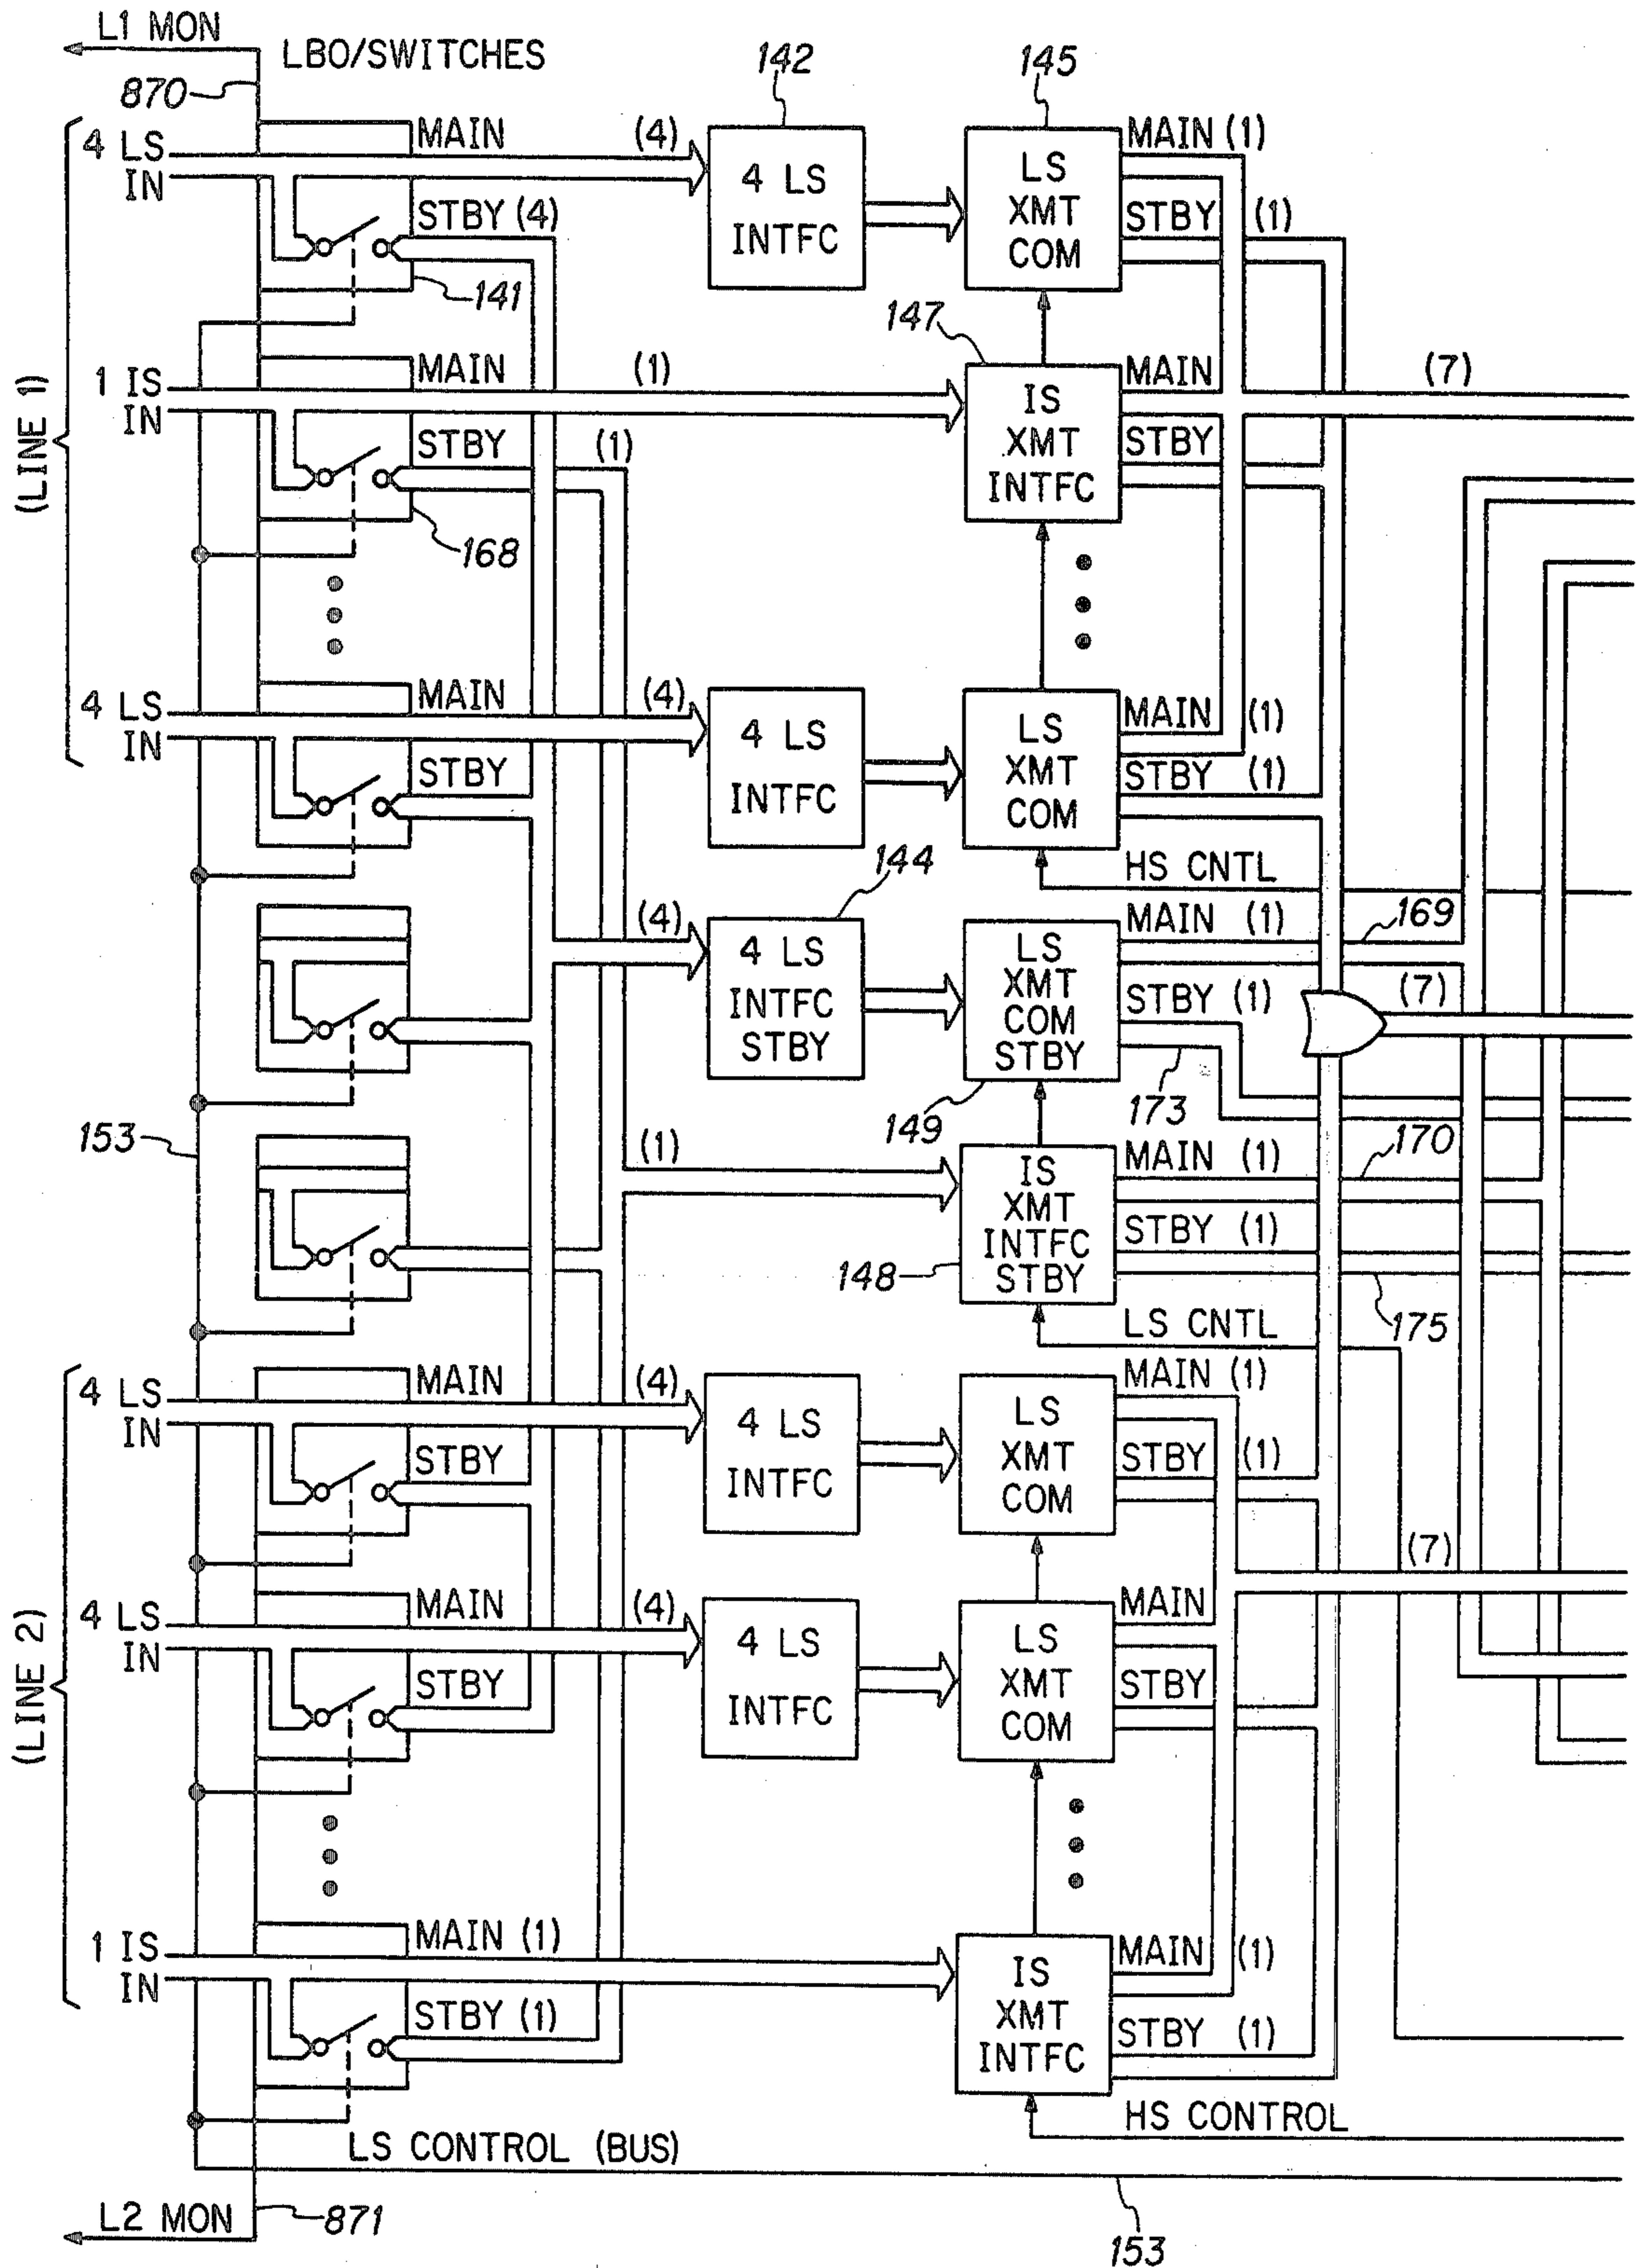 L1 MON
LBO/SWITCHES
870
142
145
(LINE 1)
4 LS
IN
MAIN
(4)
STBY (4)
141
4 LS
INTFC
LS
XMT
COM
MAIN (1)
STBY (1)
147
1 IS
IN
MAIN
(1)
STBY
(1)
168
IS
XMT
INTFC
MAIN
STBY
(7)
4 LS
IN
MAIN
(4)
STBY
4 LS
INTFC
LS
XMT
COM
MAIN (1)
STBY (1)
HS CNTL
144
(4)
4 LS
INTFC
STBY
LS
XMT
COM
STBY
MAIN (1)
169
STBY (1)
(7)
149
173
153
(1)
IS
XMT
INTFC
STBY
148
MAIN (1)
170
STBY (1)
175
LS CNTL
(LINE 2)
4 LS
IN
MAIN
(4)
STBY
4 LS
INTFC
LS
XMT
COM
MAIN (1)
STBY (1)
(7)
4 LS
IN
MAIN
(4)
STBY
4 LS
INTFC
LS
XMT
COM
MAIN
STBY
1 IS
IN
MAIN (1)
STBY (1)
IS
XMT
INTFC
MAIN (1)
STBY (1)
HS CONTROL
LS CONTROL (BUS)
L2 MON
871
153